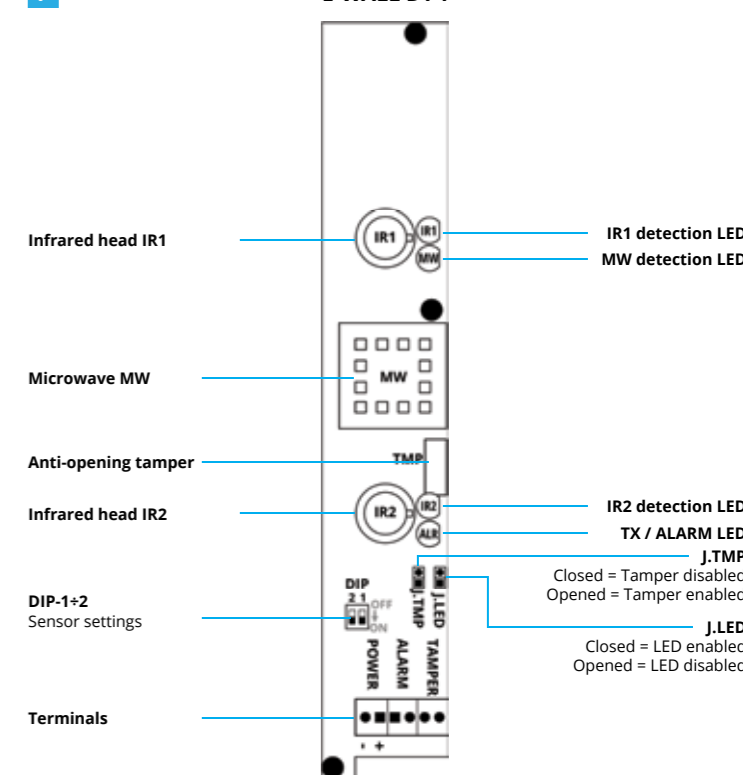 Infrared head IR1
IR1
IR1
MW
IR1 detection LED
MW detection LED
Microwave MW
MW
Anti-opening tamper
TMP
Infrared head IR2
IR2
IR2
ALR
IR2 detection LED
TX / ALARM LED
J.TMP
Closed = Tamper disabled
Opened = Tamper enabled
J.LED
Closed = LED enabled
Opened = LED disabled
DIP-1÷2
Sensor settings
DIP
2 1
OFF
ON
J.TMP
J.LED
POWER
ALARM
TAMPER
Terminals
- +